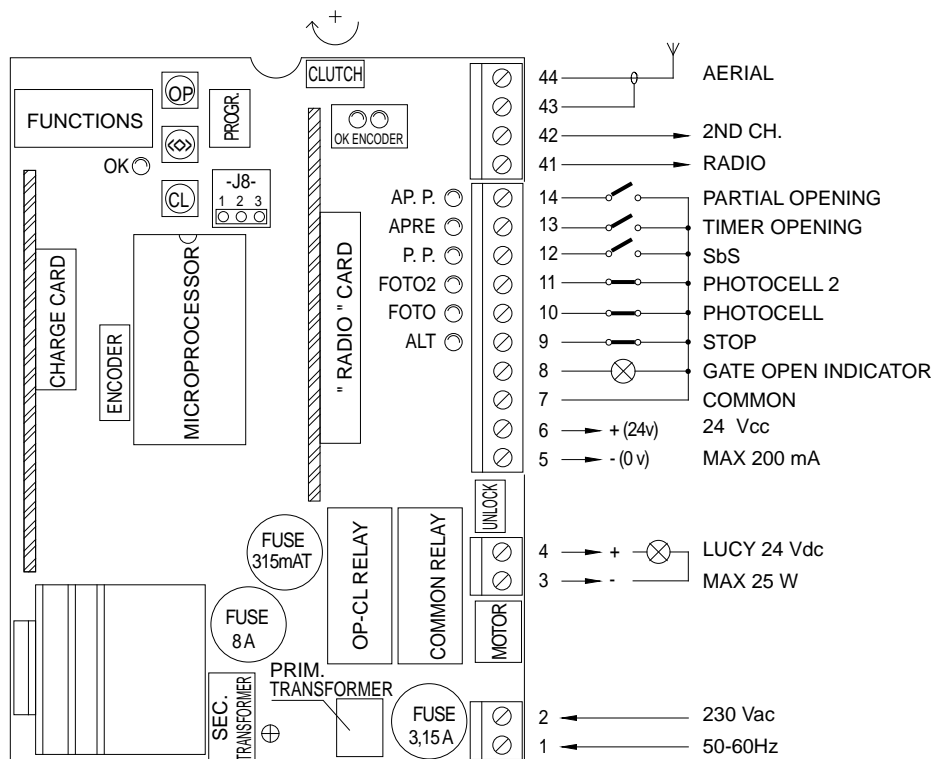 +
CLUTCH
FUNCTIONS
OP
PROGR.
OK ENCODER
<◇>
OK
CL
-J8-
1 2 3
CHARGE CARD
ENCODER
MICROPROCESSOR
" RADIO " CARD
AP. P.
APRE
P. P.
FOTO2
FOTO
ALT
44 AERIAL
43
42 2ND CH.
41 RADIO
14 PARTIAL OPENING
13 TIMER OPENING
12 SbS
11 PHOTOCELL 2
10 PHOTOCELL
9 STOP
8 GATE OPEN INDICATOR
7 COMMON
6 + (24v) 24 Vcc
5 - (0 v) MAX 200 mA
UNLOCK
FUSE
315mAT
OP-CL RELAY
COMMON RELAY
4 + LUCY 24 Vdc
3 - MAX 25 W
FUSE
8 A
MOTOR
PRIM.
TRANSFORMER
SEC.
TRANSFORMER
FUSE
3,15 A
2 230 Vac
1 50-60Hz